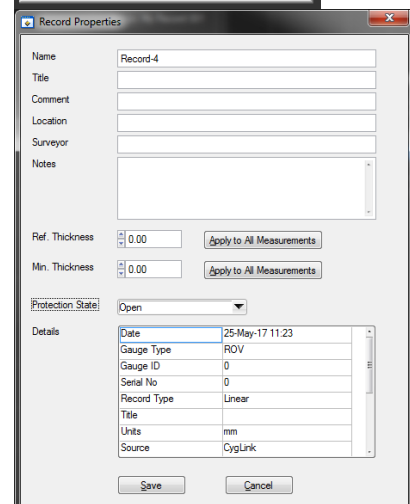 Record Properties
Name Record-4
Title
Comment
Location
Surveyor
Notes
Ref. Thickness 0.00 Apply to All Measurements
Min. Thickness 0.00 Apply to All Measurements
Protection State: Open
Details Date 25-May-17 11:23
Gauge Type ROV
Gauge ID 0
Serial No 0
Record Type Linear
Title
Units mm
Source CygLink
Save Cancel